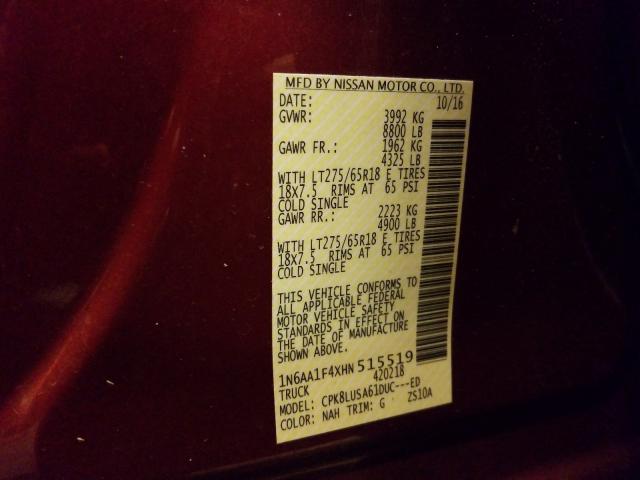 MFD BY NISSAN MOTOR CO., LTD.
DATE: 10/16
GVWR: 3992 KG
8800 LB
GAWR FR.: 1962 KG
4325 LB
WITH LT275/65R18 E TIRES
18x7.5 RIMS AT 65 PSI
COLD SINGLE
GAWR RR.: 2223 KG
4900 LB
WITH LT275/65R18 E TIRES
18x7.5 RIMS AT 65 PSI
COLD SINGLE
THIS VEHICLE CONFORMS TO
ALL APPLICABLE FEDERAL
MOTOR VEHICLE SAFETY
STANDARDS IN EFFECT ON
THE DATE OF MANUFACTURE
SHOWN ABOVE.
1N6AA1F4XHN515519
TRUCK 420218
MODEL: CPK8LUSA61DUC---ED
COLOR: NAH TRIM: G ZS10A